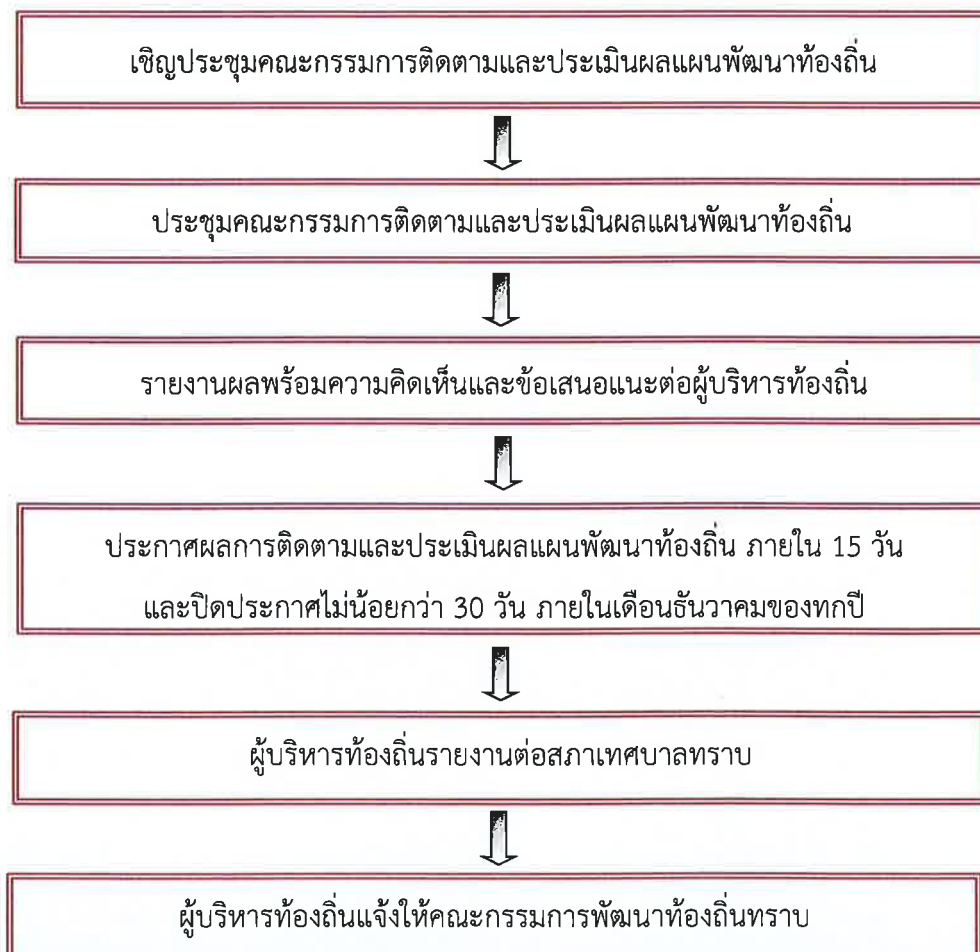 เชิญประชุมคณะกรรมการติดตามและประเมินผลแผนพัฒนาท้องถิ่น
ประชุมคณะกรรมการติดตามและประเมินผลแผนพัฒนาท้องถิ่น
รายงานผลพร้อมความคิดเห็นและข้อเสนอแนะต่อผู้บริหารท้องถิ่น
ประกาศผลการติดตามและประเมินผลแผนพัฒนาท้องถิ่น ภายใน 15 วัน
และปิดประกาศไม่น้อยกว่า 30 วัน ภายในเดือนธันวาคมของทกปี
ผู้บริหารท้องถิ่นรายงานต่อสภาเทศบาลทราบ
ผู้บริหารท้องถิ่นแจ้งให้คณะกรรมการพัฒนาท้องถิ่นทราบ